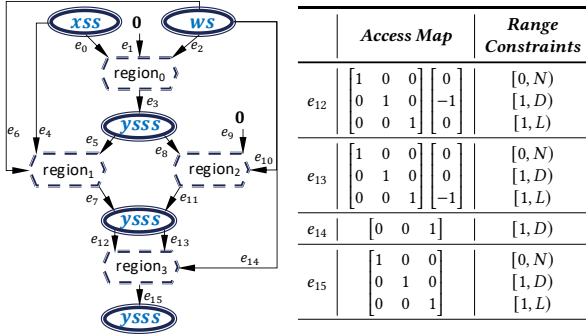 xss 0 ws
e0 e1 e2
region0
e3
ysss 0
e6 e4 e5 e8 e9
region1 region2 e10
e7 e11
ysss
e12 e13 e14
region3
e15
ysss
Access Map Range Constraints
e12
[1 0 0] [0] [0, N)
[0 1 0] [−1] [1, D)
[0 0 1] [0] [1, L)
e13
[1 0 0] [0] [0, N)
[0 1 0] [0] [1, D)
[0 0 1] [−1] [1, L)
e14 [0 0 1] [1, D)
e15
[1 0 0] [0, N)
[0 1 0] [1, D)
[0 0 1] [1, L)